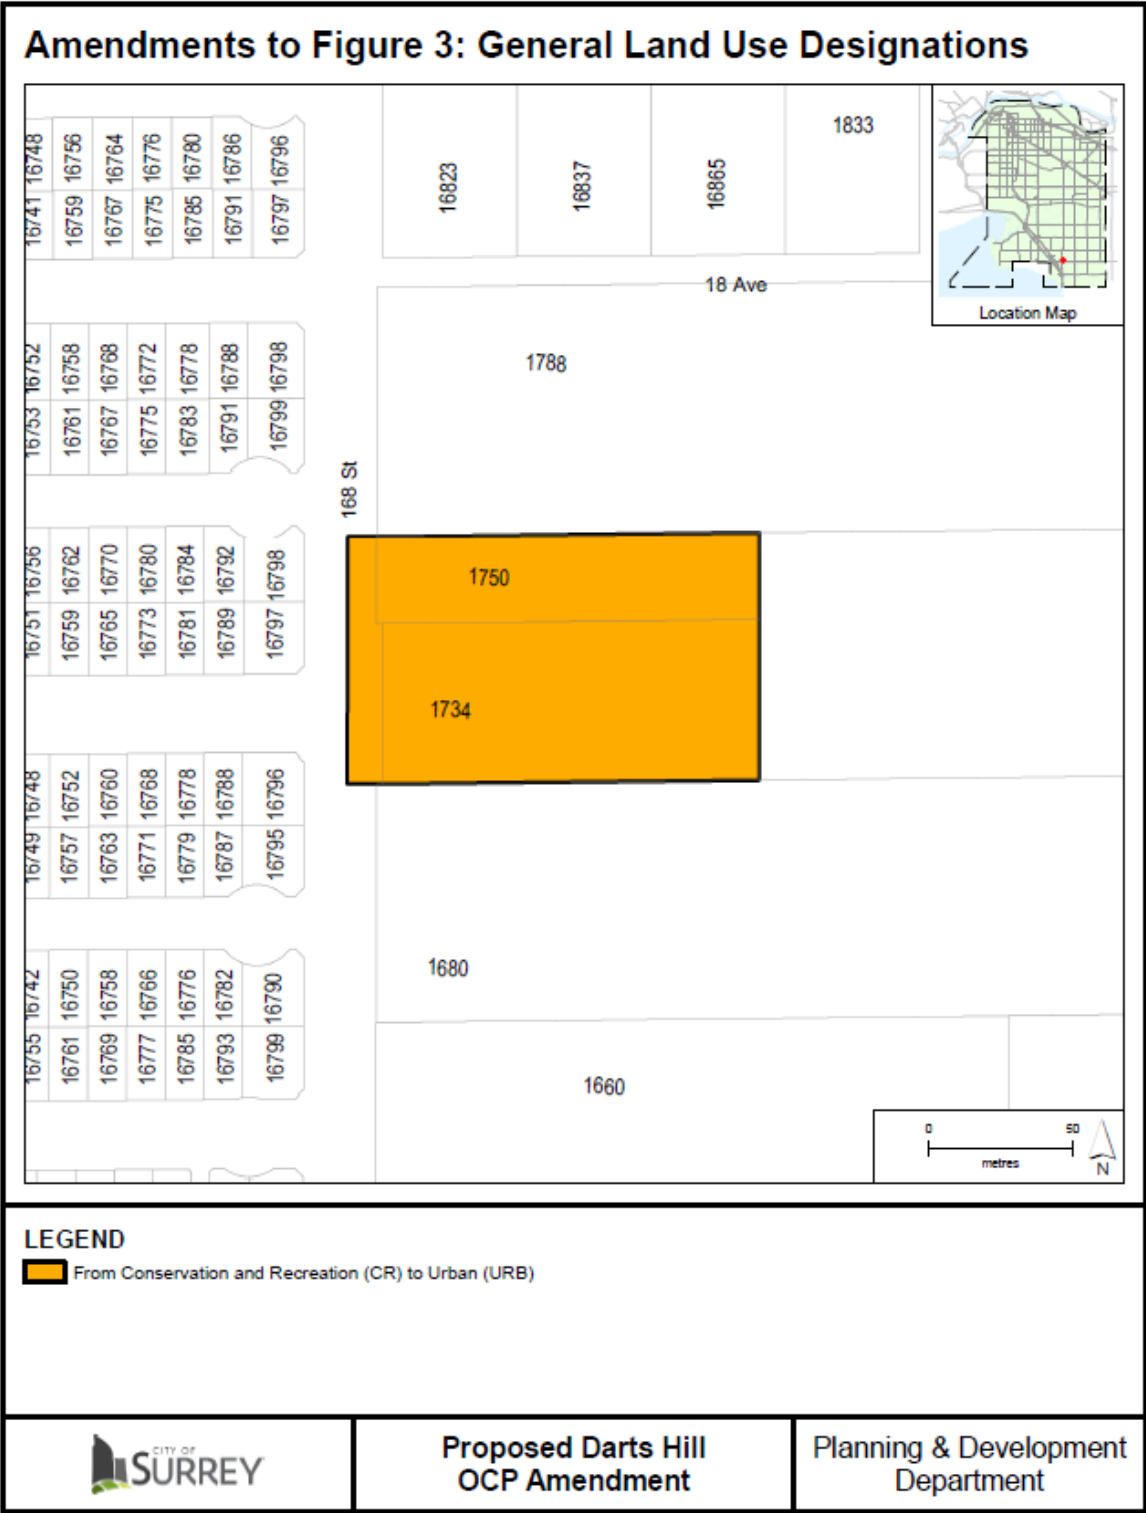 Amendments to Figure 3: General Land Use Designations
16748 16756 16764 16776 16780 16786 16796
16741 16759 16767 16775 16785 16791 16797
16823 16837 16865 1833
Location Map
18 Ave
16752 16758 16768 16772 16778 16788 16798
16753 16761 16767 16775 16783 16791 16799
1788
168 St
16756 16762 16770 16780 16784 16792 16798
16751 16759 16765 16773 16781 16789 16797
1750
1734
16748 16752 16760 16768 16778 16788 16796
16749 16757 16763 16771 16779 16787 16795
16742 16750 16758 16766 16776 16782 16790
16755 16761 16769 16777 16785 16793 16799
1680
1660
0 50
metres
N
LEGEND
From Conservation and Recreation (CR) to Urban (URB)
CITY OF
SURREY
Proposed Darts Hill
OCP Amendment
Planning & Development
Department